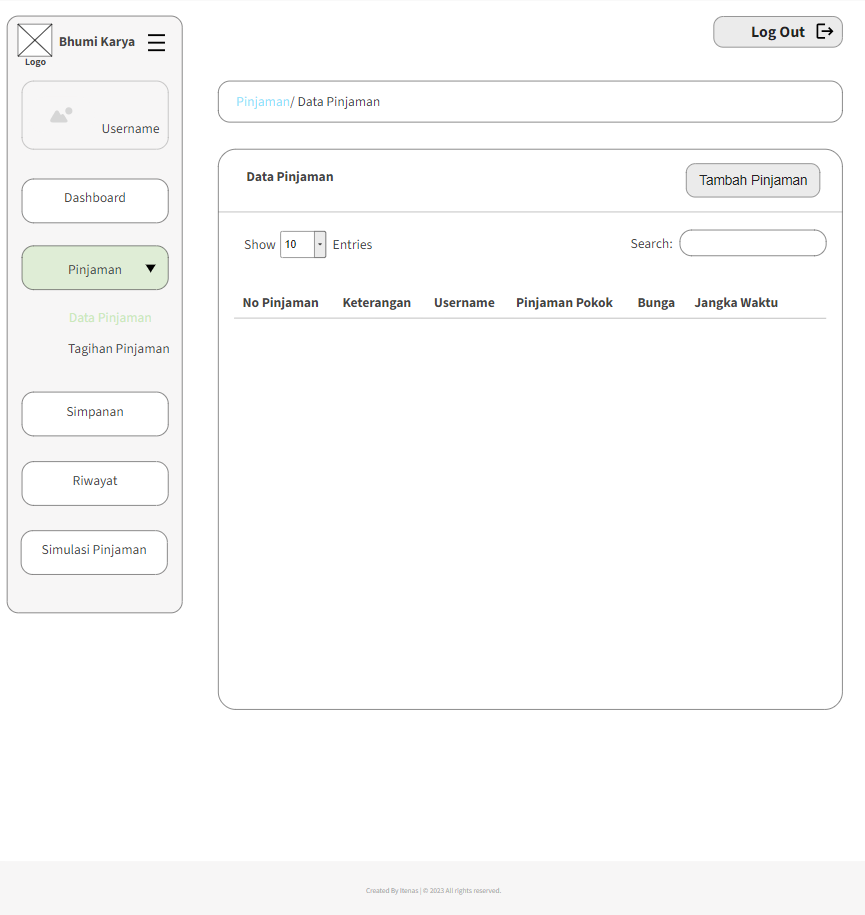 Bhumi Karya
Logo
Log Out
Username
Dashboard
Pinjaman
Data Pinjaman
Tagihan Pinjaman
Simpanan
Riwayat
Simulasi Pinjaman
Pinjaman/ Data Pinjaman
Data Pinjaman
Tambah Pinjaman
Show 10 Entries
Search:
No Pinjaman Keterangan Username Pinjaman Pokok Bunga Jangka Waktu
Created By Itenas | © 2023 All rights reserved.